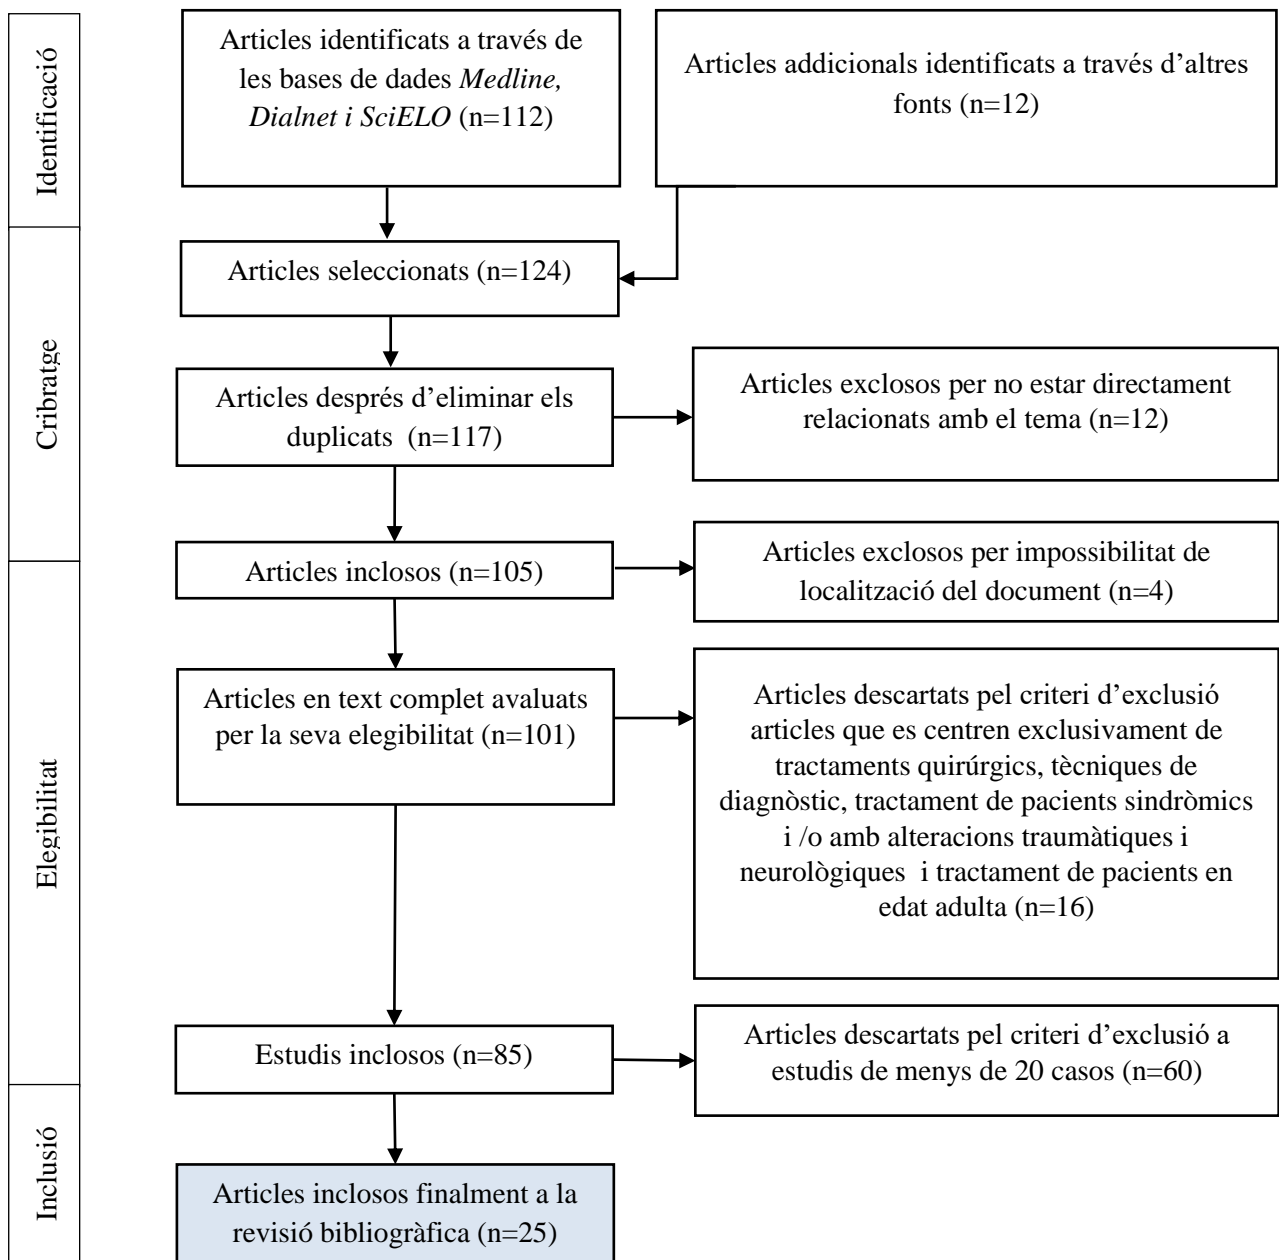 Identificació
Articles identificats a través de
les bases de dades Medline,
Dialnet i SciELO (n=112)
Articles addicionals identificats a través d'altres
fonts (n=12)
Cribratge
Articles seleccionats (n=124)
Articles després d'eliminar els
duplicats (n=117)
Articles exclosos per no estar directament
relacionats amb el tema (n=12)
Elegibilitat
Articles inclosos (n=105)
Articles exclosos per impossibilitat de
localització del document (n=4)
Articles en text complet avaluats
per la seva elegibilitat (n=101)
Articles descartats pel criteri d'exclusió
articles que es centren exclusivament de
tractaments quirúrgics, tècniques de
diagnòstic, tractament de pacients sindròmics
i /o amb alteracions traumàtiques i
neurològiques i tractament de pacients en
edat adulta (n=16)
Estudis inclosos (n=85)
Articles descartats pel criteri d'exclusió a
estudis de menys de 20 casos (n=60)
Inclusió
Articles inclosos finalment a la
revisió bibliogràfica (n=25)